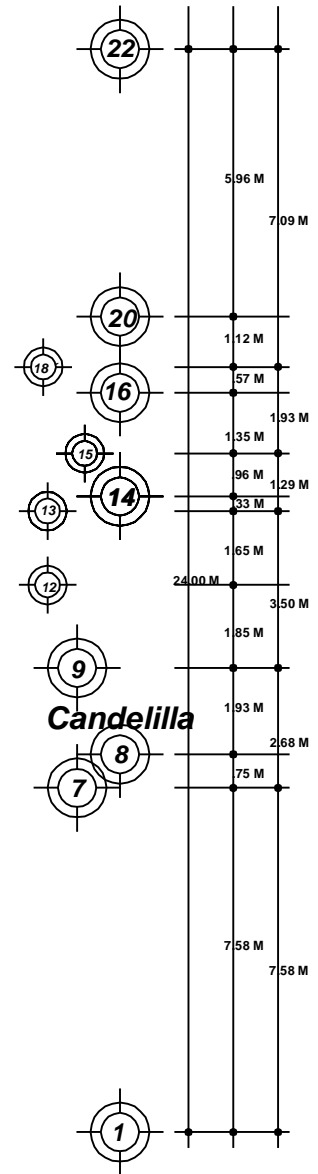 22
5.96 M
7.09 M
20
1.12 M
18
.57 M
16
1.93 M
1.35 M
15
.96 M
1.29 M
14
.33 M
13
1.65 M
24.00 M
12
3.50 M
1.85 M
9
1.93 M
Candelilla
2.68 M
8
.75 M
7
7.58 M
7.58 M
1